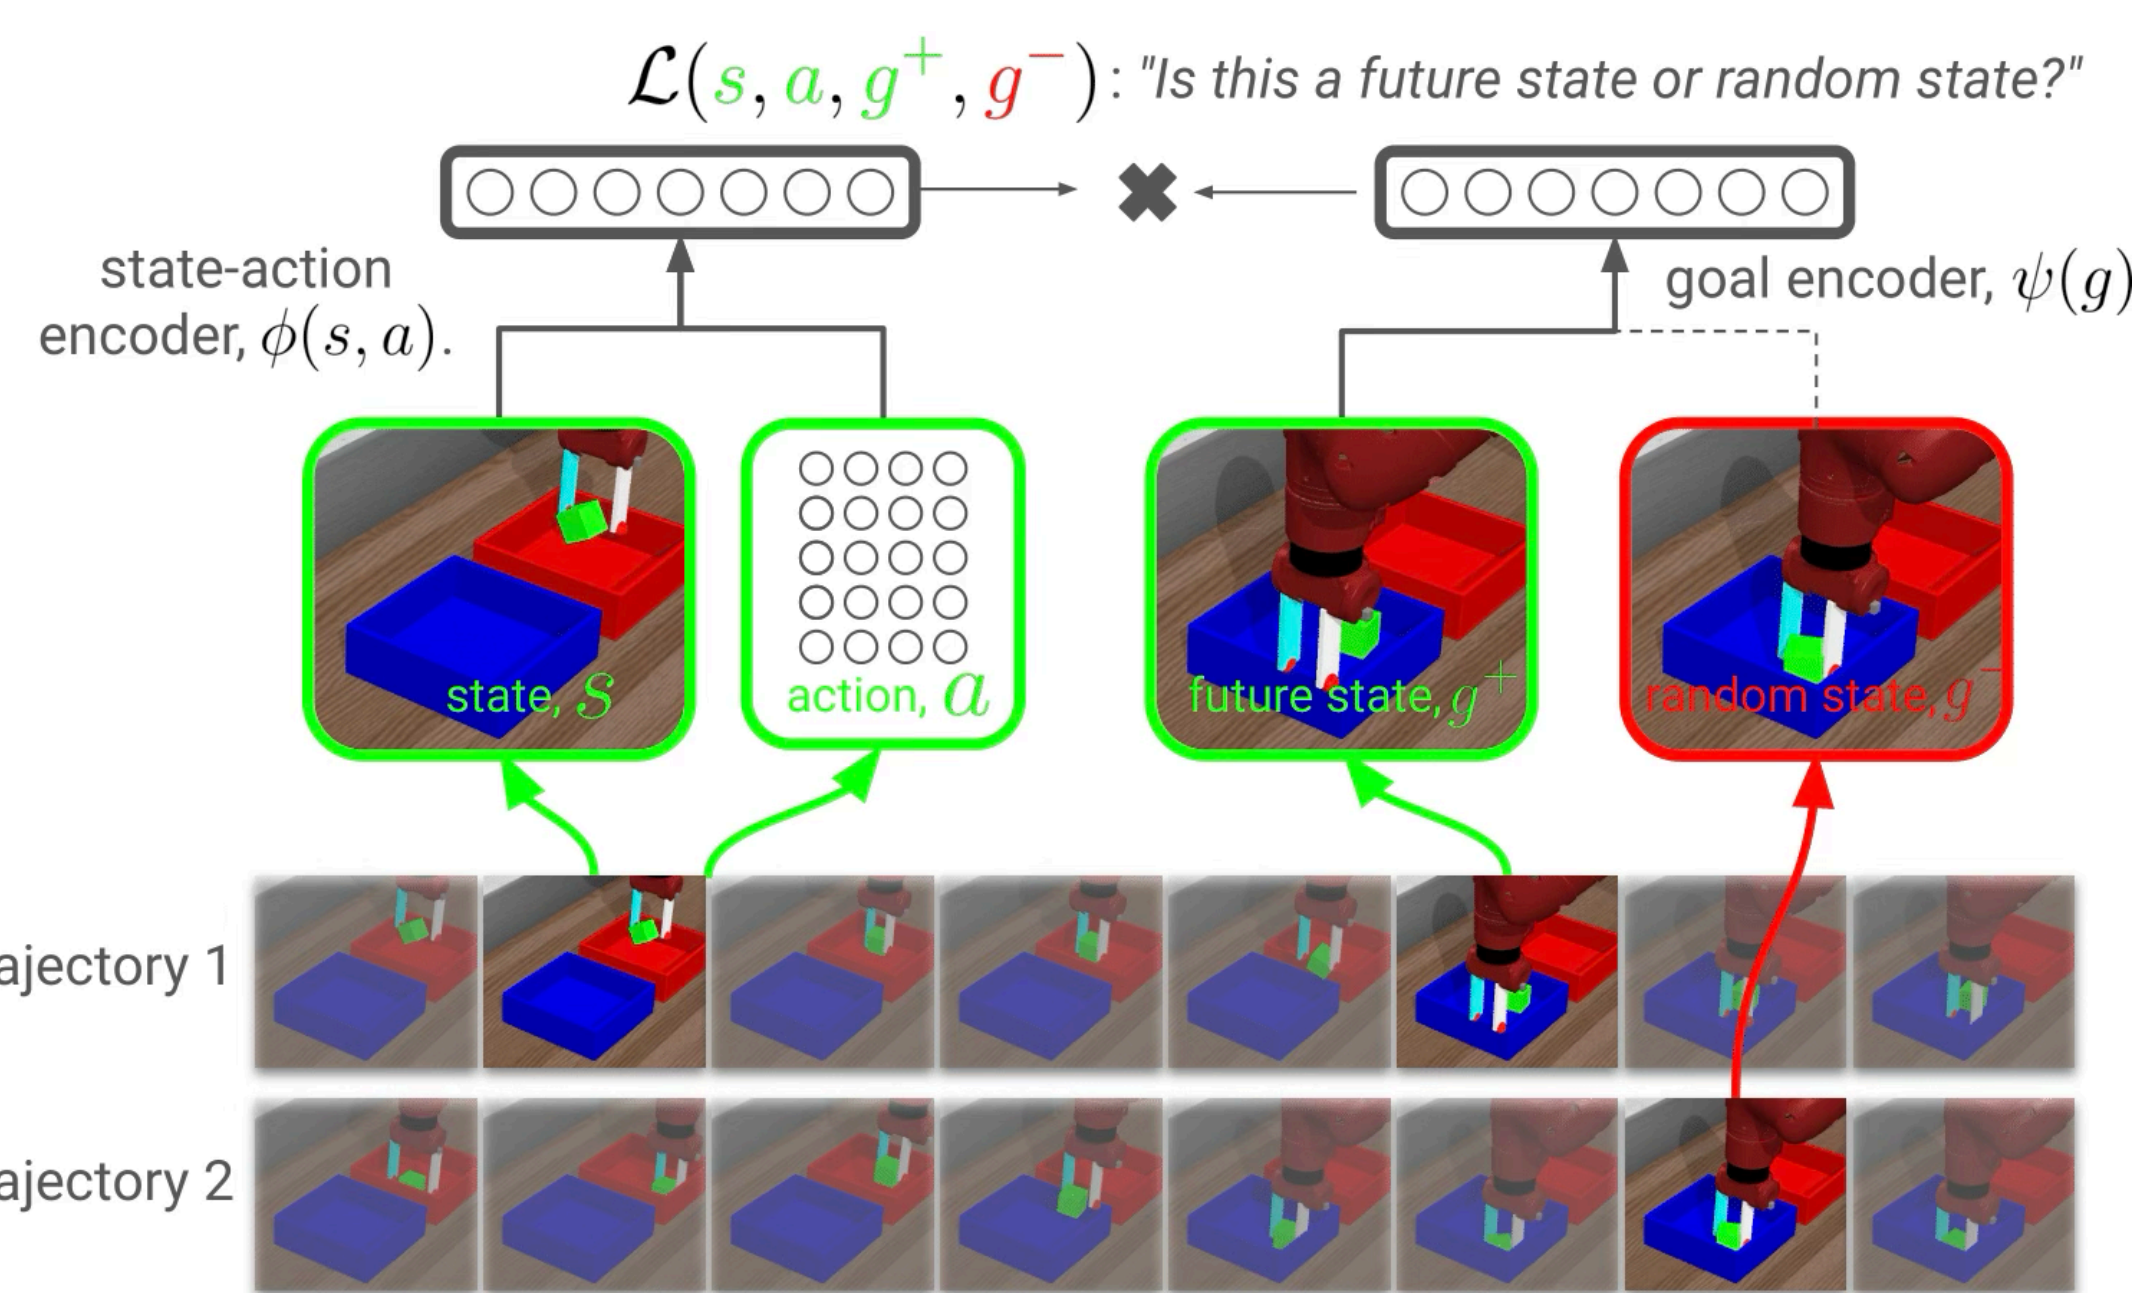 ℒ(s, a, g⁺, g⁻): "Is this a future state or random state?"
state-action
encoder, ϕ(s, a).
goal encoder, ψ(g)
state, s
action, a
future state, g⁺
random state, g⁻
ajectory 1
ajectory 2